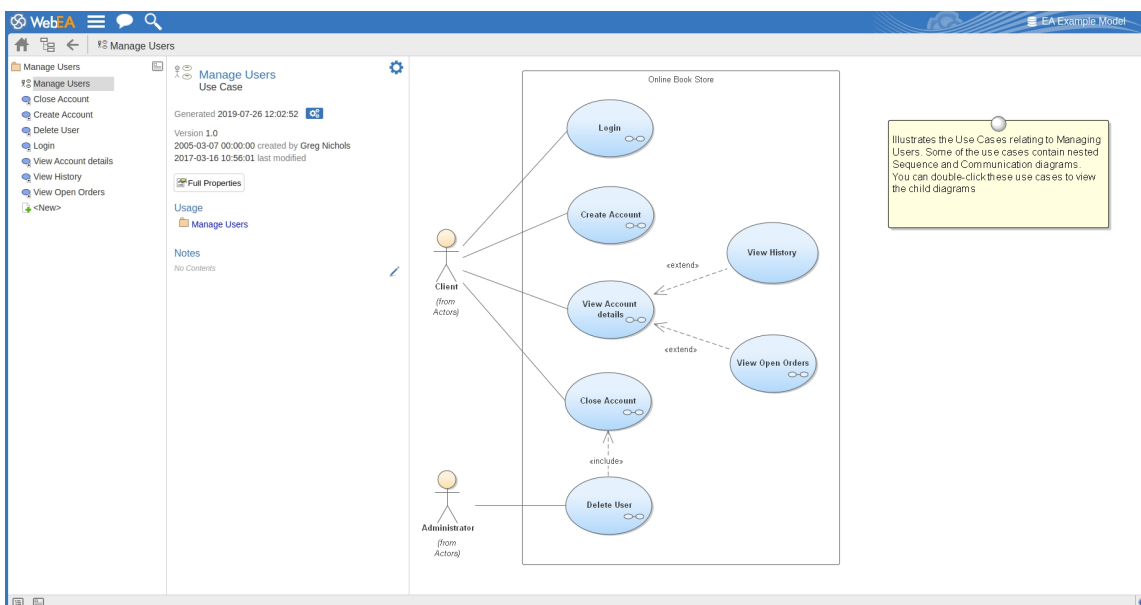 WebEA
EA Example Model
Manage Users
Manage Users
Manage Users
Close Account
Create Account
Delete User
Login
View Account details
View History
View Open Orders
<New>
Manage Users
Use Case
Generated 2019-07-26 12:02:52
Version 1.0
2005-03-07 00:00:00 created by Greg Nichols
2017-03-16 10:56:01 last modified
Full Properties
Usage
Manage Users
Notes
No Contents
Online Book Store
Login
Create Account
View History
«extend»
Client
(from
Actors)
View Account
details
«extend»
View Open Orders
Close Account
«include»
Delete User
Administrator
(from
Actors)
Illustrates the Use Cases relating to Managing
Users. Some of the use cases contain nested
Sequence and Communication diagrams.
You can double-click these use cases to view
the child diagrams